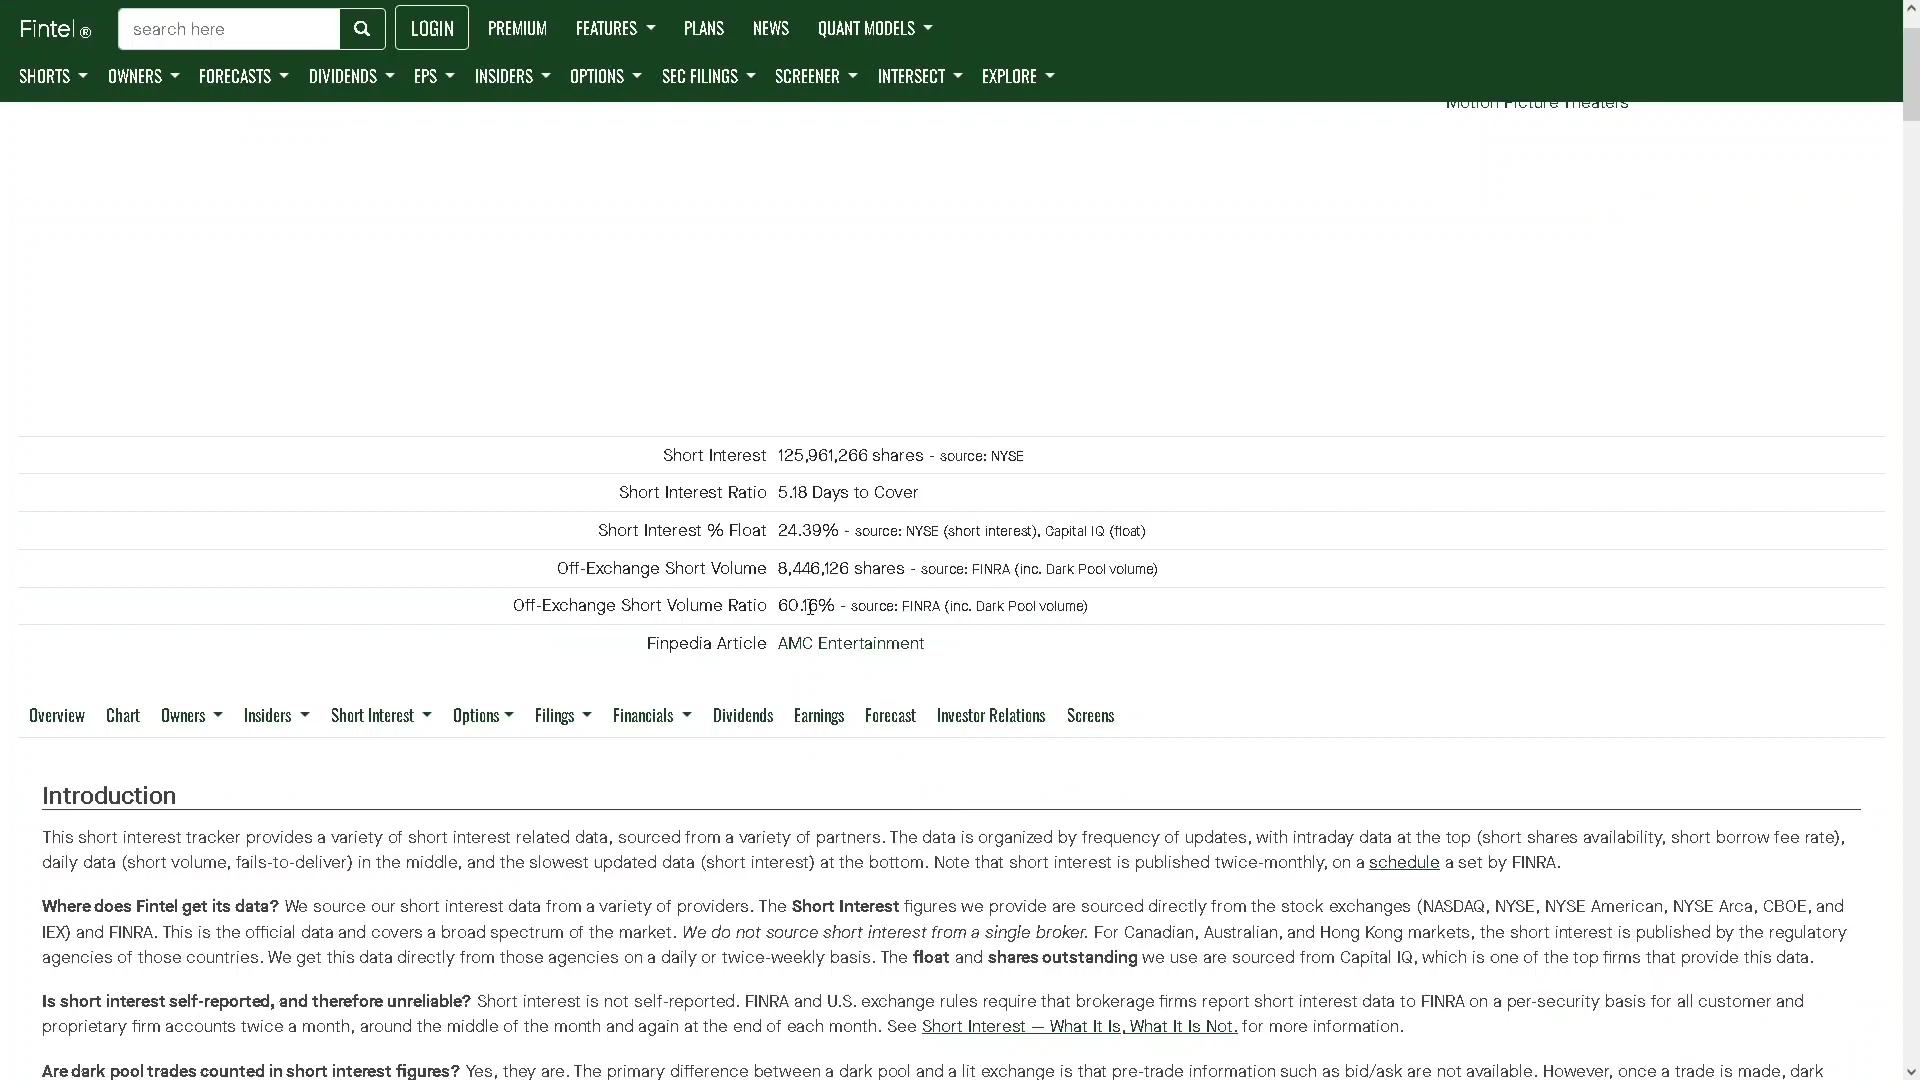 Fintel ® search here LOGIN PREMIUM FEATURES PLANS NEWS QUANT MODELS
SHORTS OWNERS FORECASTS DIVIDENDS EPS INSIDERS OPTIONS SEC FILINGS SCREENER INTERSECT EXPLORE
Motion Picture Theaters
Short Interest 125,961,266 shares - source: NYSE
Short Interest Ratio 5.18 Days to Cover
Short Interest % Float 24.39% - source: NYSE (short interest), Capital IQ (float)
Off-Exchange Short Volume 8,446,126 shares - source: FINRA (inc. Dark Pool volume)
Off-Exchange Short Volume Ratio 60.16% - source: FINRA (inc. Dark Pool volume)
Finpedia Article AMC Entertainment
Overview Chart Owners Insiders Short Interest Options Filings Financials Dividends Earnings Forecast Investor Relations Screens
Introduction
This short interest tracker provides a variety of short interest related data, sourced from a variety of partners. The data is organized by frequency of updates, with intraday data at the top (short shares availability, short borrow fee rate),
daily data (short volume, fails-to-deliver) in the middle, and the slowest updated data (short interest) at the bottom. Note that short interest is published twice-monthly, on a schedule a set by FINRA.
Where does Fintel get its data? We source our short interest data from a variety of providers. The Short Interest figures we provide are sourced directly from the stock exchanges (NASDAQ, NYSE, NYSE American, NYSE Arca, CBOE, and
IEX) and FINRA. This is the official data and covers a broad spectrum of the market. We do not source short interest from a single broker. For Canadian, Australian, and Hong Kong markets, the short interest is published by the regulatory
agencies of those countries. We get this data directly from those agencies on a daily or twice-weekly basis. The float and shares outstanding we use are sourced from Capital IQ, which is one of the top firms that provide this data.
Is short interest self-reported, and therefore unreliable? Short interest is not self-reported. FINRA and U.S. exchange rules require that brokerage firms report short interest data to FINRA on a per-security basis for all customer and
proprietary firm accounts twice a month, around the middle of the month and again at the end of each month. See Short Interest — What It Is, What It Is Not. for more information.
Are dark pool trades counted in short interest figures? Yes, they are. The primary difference between a dark pool and a lit exchange is that pre-trade information such as bid/ask are not available. However, once a trade is made, dark